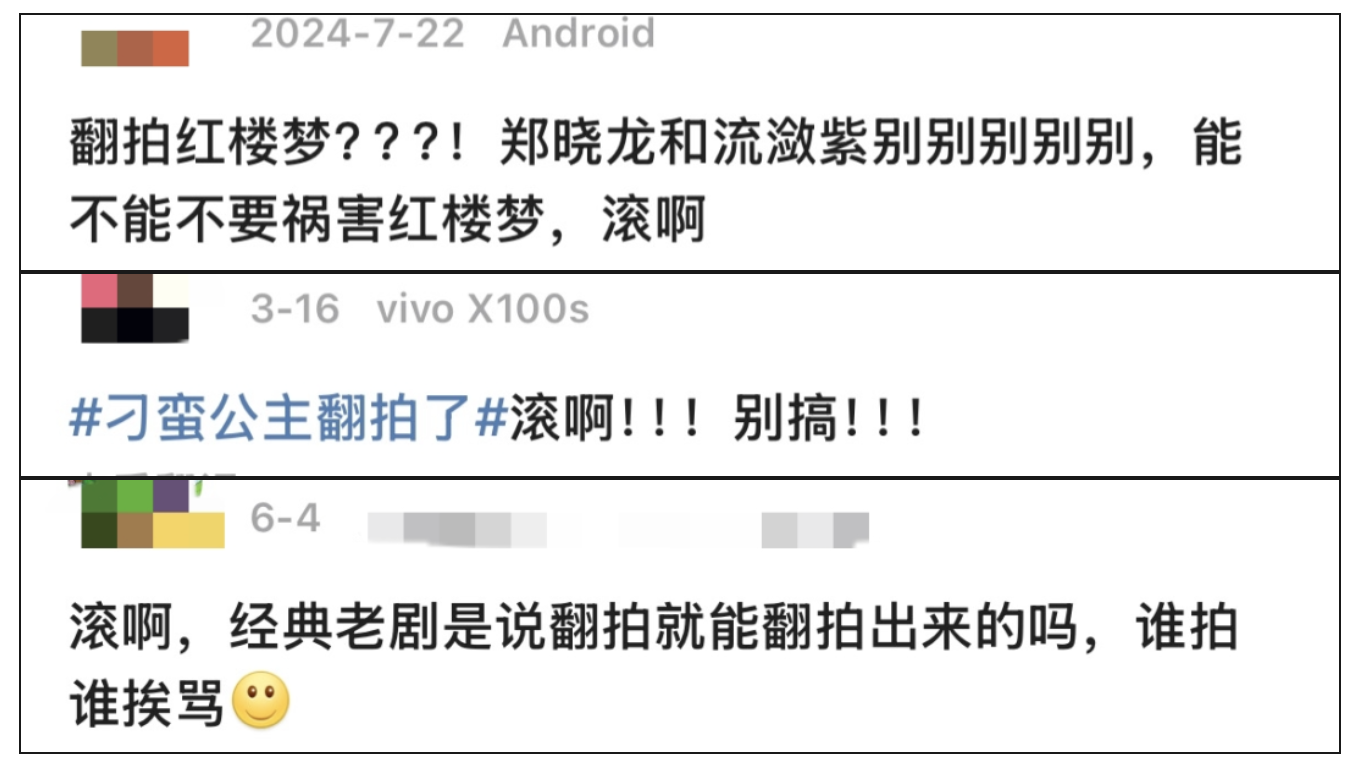 2024-7-22 Android
翻拍红楼梦???! 郑晓龙和流潋紫别别别别别，能
不能不要祸害红楼梦，滚啊
3-16 vivo X100s
#刁蛮公主翻拍了#滚啊!!! 别搞!!!
6-4
滚啊，经典老剧是说翻拍就能翻拍出来的吗，谁拍
谁挨骂